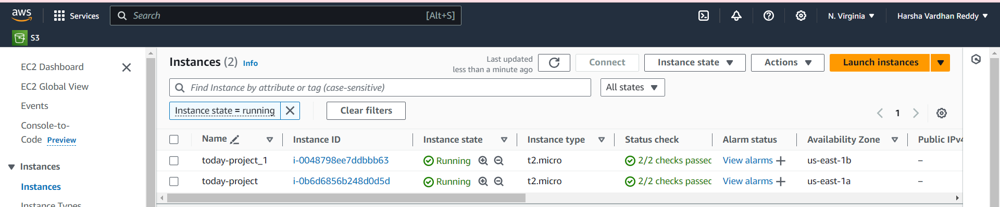 aws Services Search [Alt+S] N. Virginia Harsha Vardhan Reddy
S3
EC2 Dashboard
EC2 Global View
Events
Console-to-
Code Preview
Instances
Instances
Instance Types
Instances (2) Info
Last updated
less than a minute ago
Connect Instance state Actions Launch instances
Find Instance by attribute or tag (case-sensitive) All states
Instance state = running Clear filters
1
Name Instance ID Instance state Instance type Status check Alarm status Availability Zone Public IPv4
today-project_1 i-0048798ee7ddbbb63 Running t2.micro 2/2 checks passec View alarms + us-east-1b –
today-project i-0b6d6856b248d0d5d Running t2.micro 2/2 checks passec View alarms + us-east-1a –